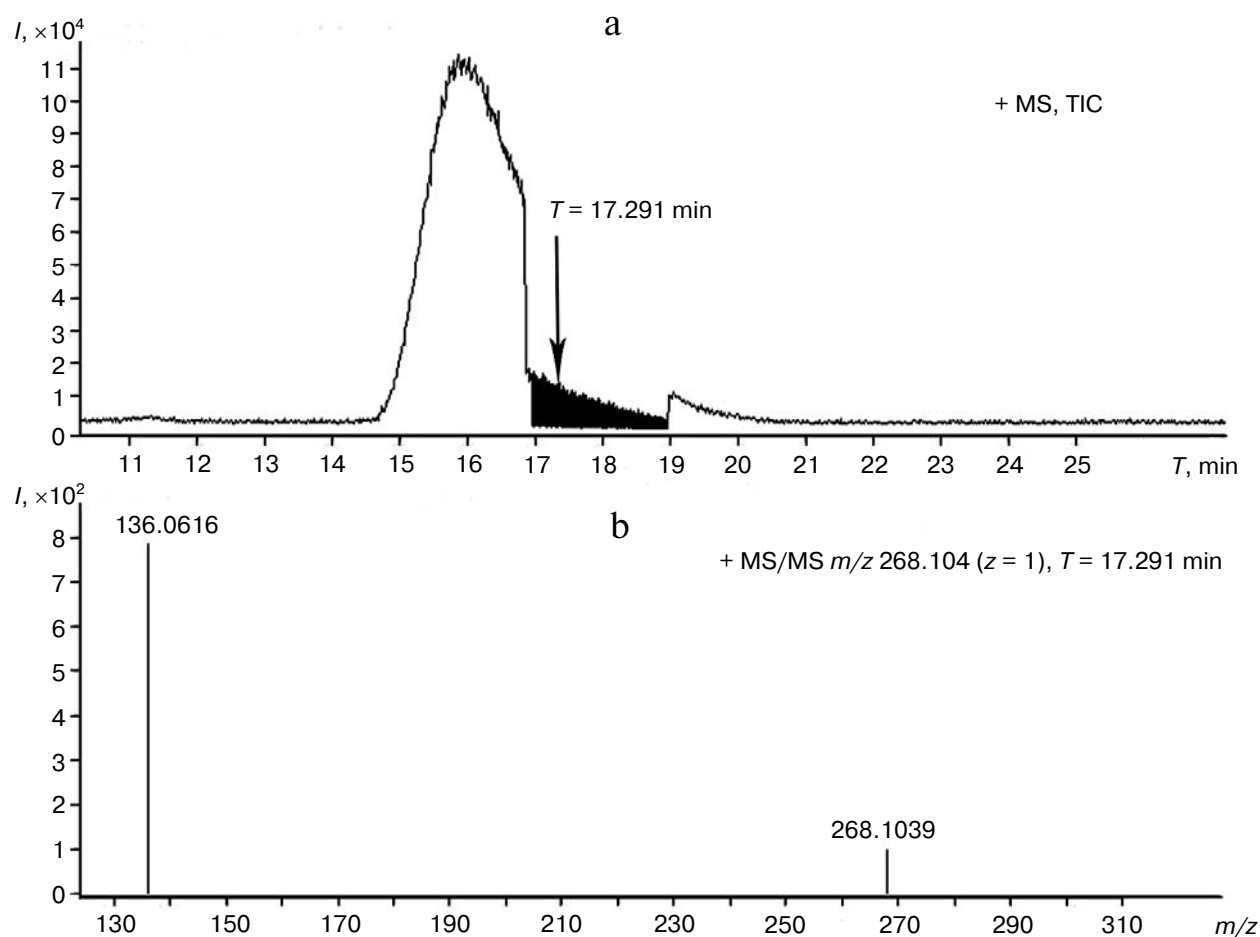 a
I, ×10⁴
11
10
9
8
7
6
5
4
3
2
1
0
+ MS, TIC
T = 17.291 min
11 12 13 14 15 16 17 18 19 20 21 22 23 24 25 T, min
b
I, ×10²
8
7
6
5
4
3
2
1
0
136.0616
+ MS/MS m/z 268.104 (z = 1), T = 17.291 min
268.1039
130 150 170 190 210 230 250 270 290 310 m/z